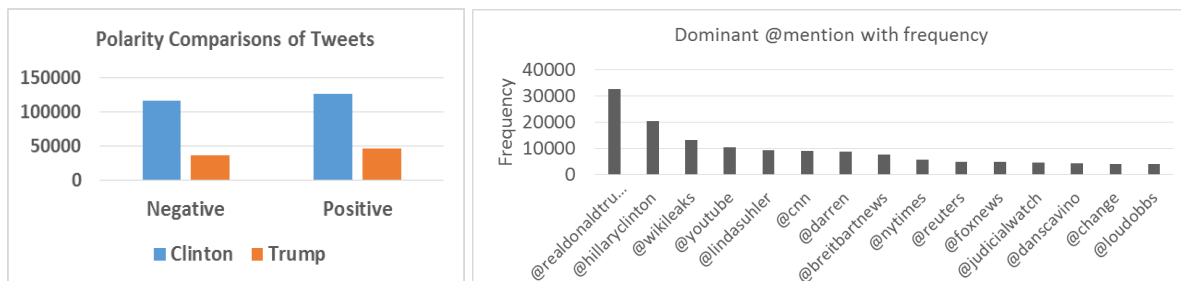 Polarity Comparisons of Tweets
150000
100000
50000
0
Negative
Positive
Clinton
Trump
Dominant @mention with frequency
Frequency
40000
30000
20000
10000
0
@realdonaldtru...
@hillaryclinton
@wikileaks
@youtube
@lindasuhler
@cnn
@darren
@breitbartnews
@nytimes
@reuters
@foxnews
@judicialwatch
@danscavino
@change
@loudobbs